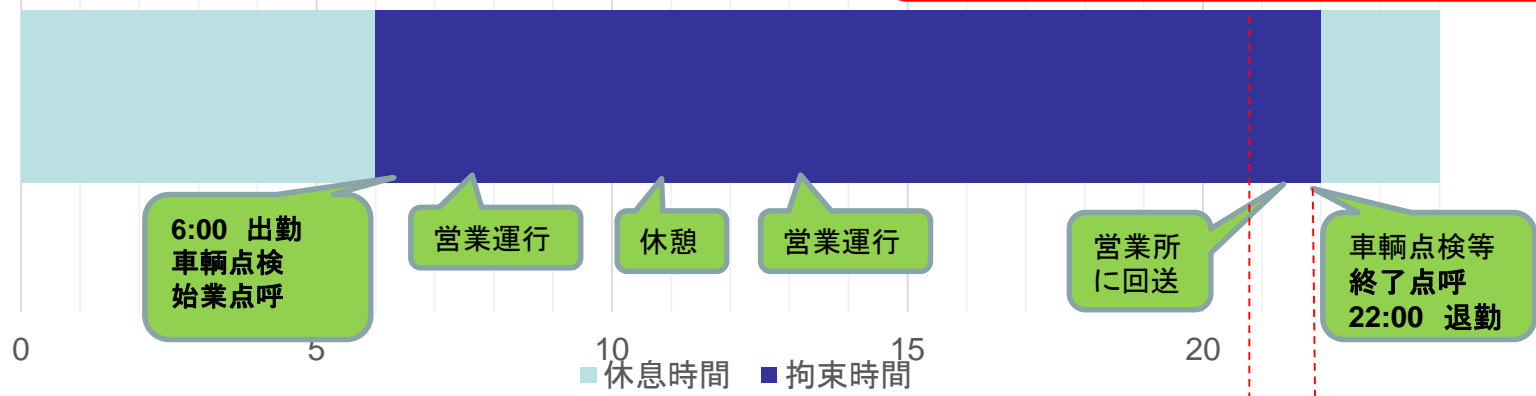 6:00 出勤
車輌点検
始業点呼
営業運行
休憩
営業運行
営業所
に回送
車輌点検等
終了点呼
22:00 退勤
0 5 10 15 20
休息時間 拘束時間